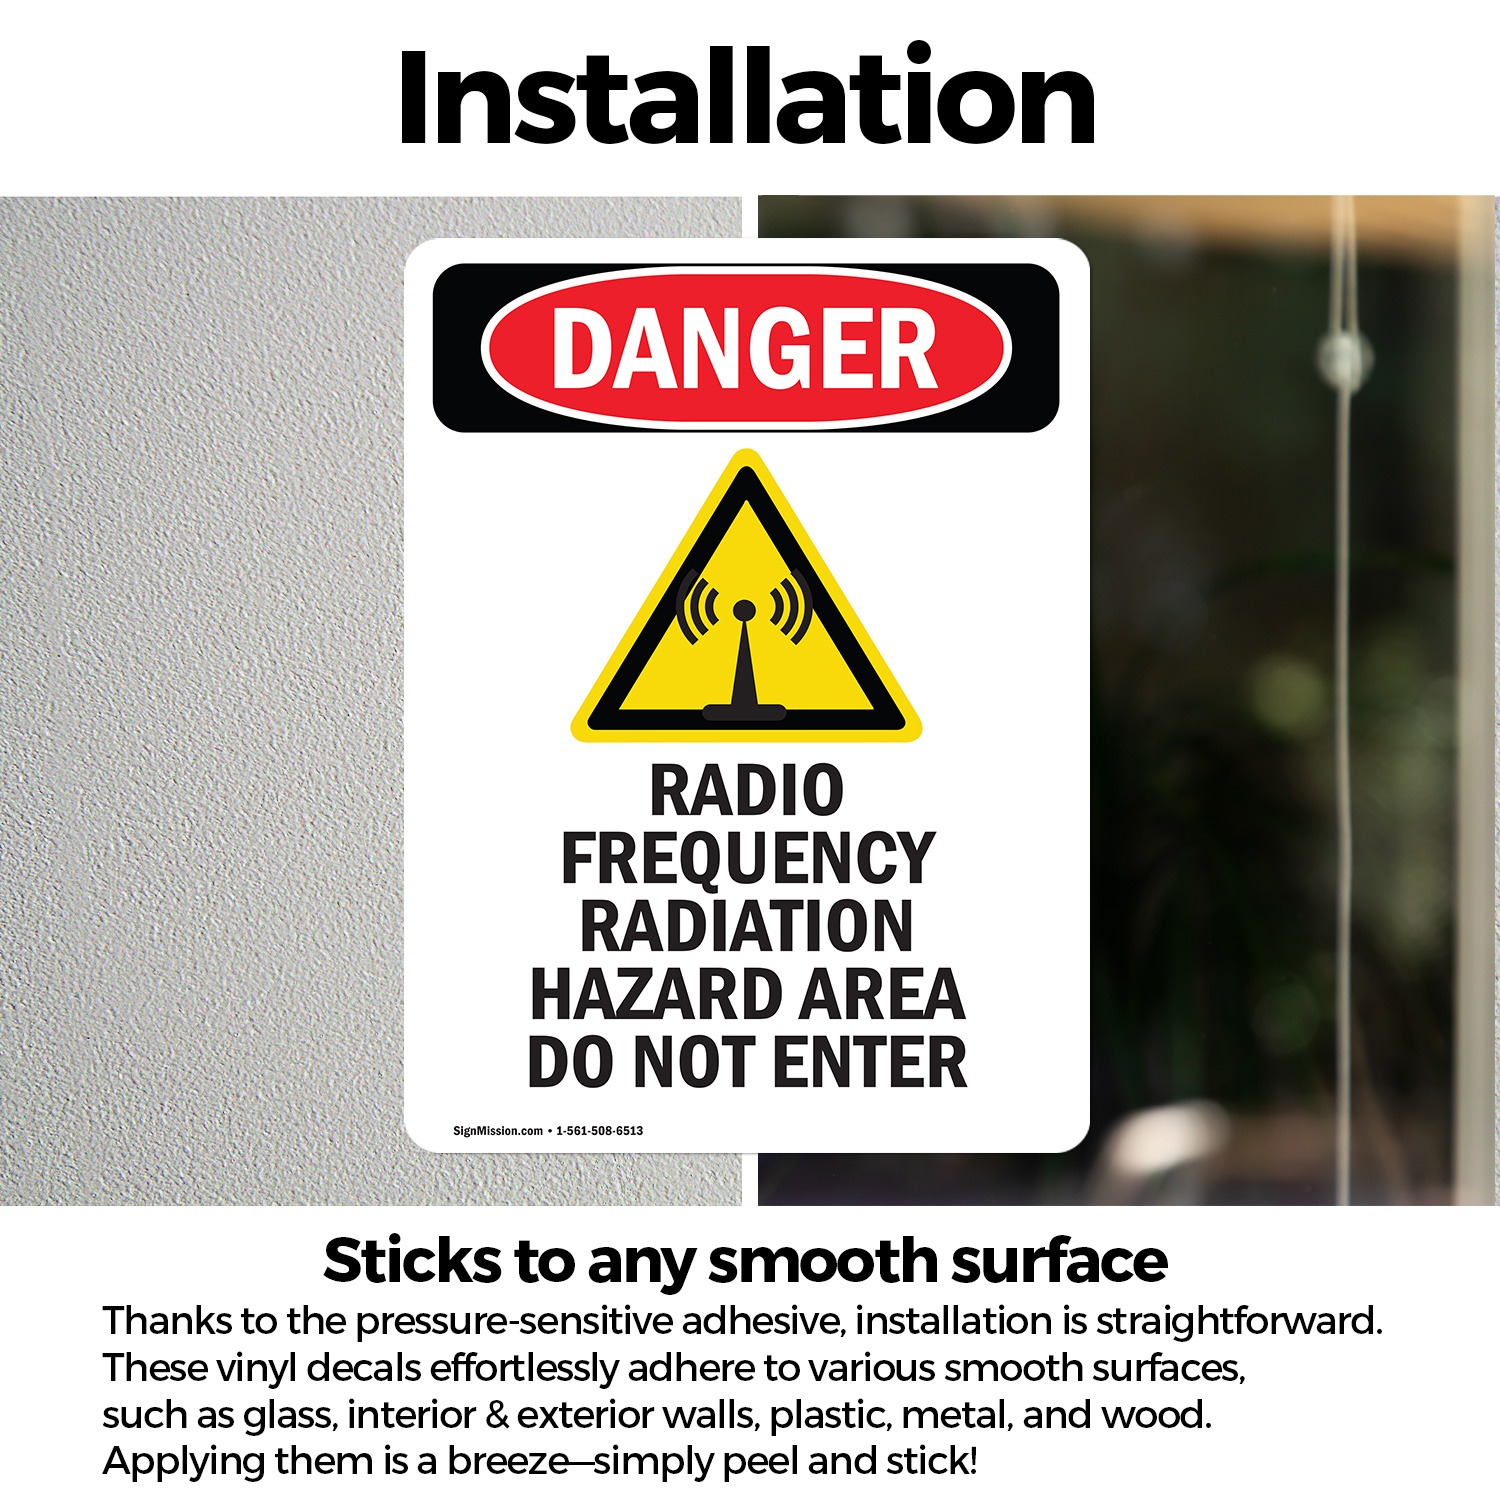 Installation
DANGER
RADIO
FREQUENCY
RADIATION
HAZARD AREA
DO NOT ENTER
SignMission.com • 1-561-508-6513
Sticks to any smooth surface
Thanks to the pressure-sensitive adhesive, installation is straightforward.
These vinyl decals effortlessly adhere to various smooth surfaces,
such as glass, interior & exterior walls, plastic, metal, and wood.
Applying them is a breeze—simply peel and stick!